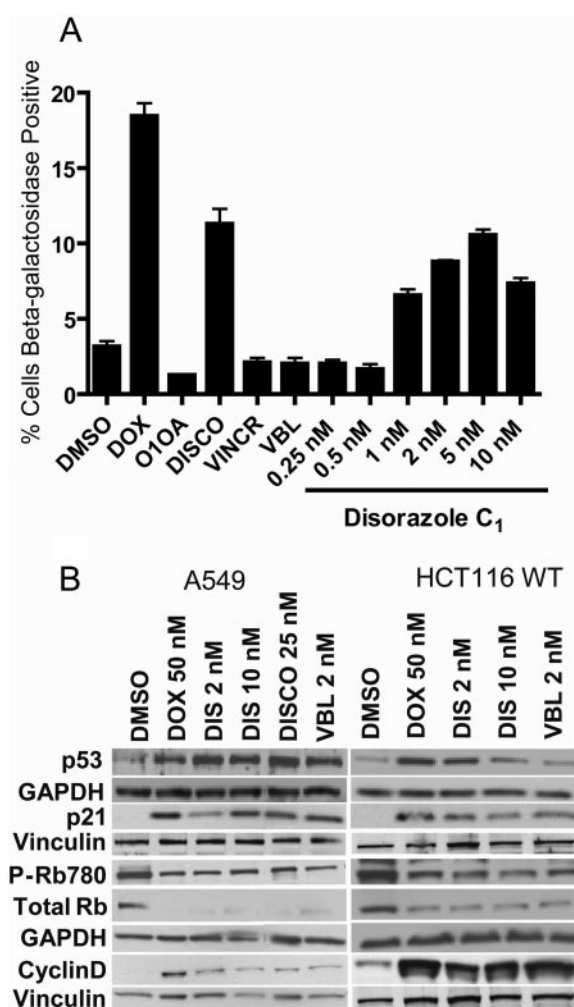 A
% Cells Beta-galactosidase Positive
20
15
10
5
0
DMSO
DOX
O1OA
DISCO
VINCR
VBL
0.25 nM
0.5 nM
1 nM
2 nM
5 nM
10 nM
Disorazole C1
B
A549
HCT116 WT
DMSO
DOX 50 nM
DIS 2 nM
DIS 10 nM
DISCO 25 nM
VBL 2 nM
DMSO
DOX 50 nM
DIS 2 nM
DIS 10 nM
VBL 2 nM
p53
GAPDH
p21
Vinculin
P-Rb780
Total Rb
GAPDH
CyclinD
Vinculin